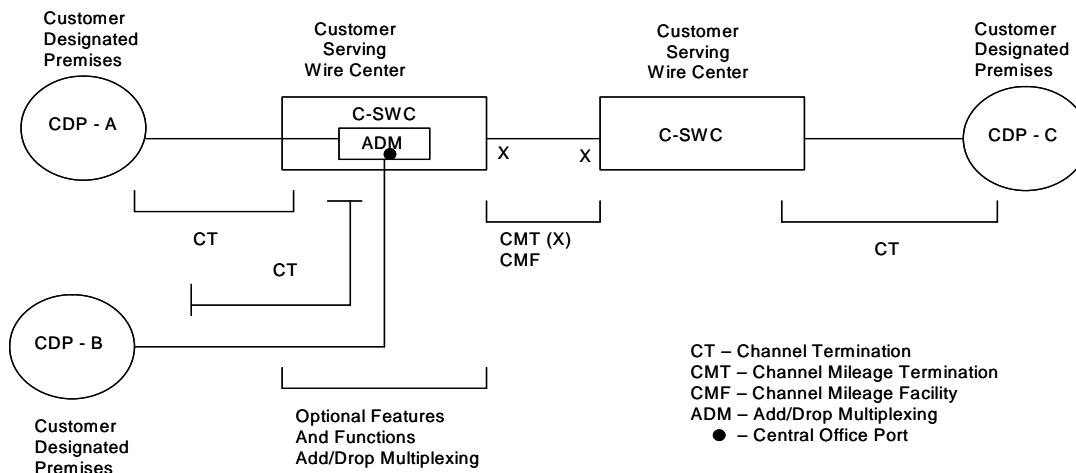 Customer
Designated
Premises
Customer
Serving
Wire Center
Customer
Serving
Wire Center
Customer
Designated
Premises
CDP - A
C-SWC
ADM
X
X
C-SWC
CDP - C
CT
CMT (X)
CMF
CT
CT
CDP - B
Customer
Designated
Premises
Optional Features
And Functions
Add/Drop Multiplexing
CT – Channel Termination
CMT – Channel Mileage Termination
CMF – Channel Mileage Facility
ADM – Add/Drop Multiplexing
– Central Office Port